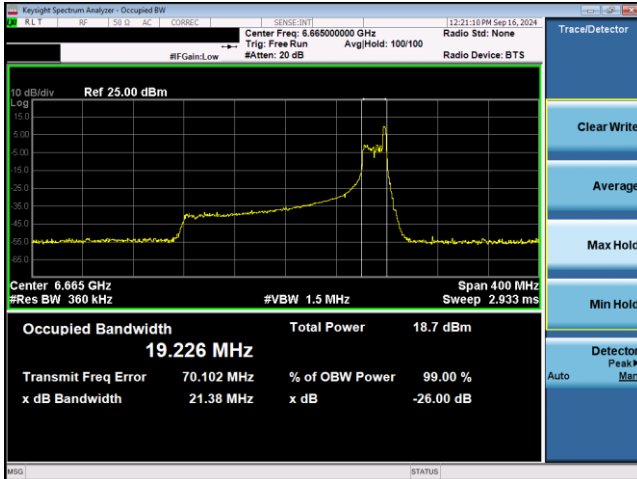 Keysight Spectrum Analyzer - Occupied BW
RLT RF 50 Ω AC CORREC SENSE:INT 12:21:10 PM Sep 16, 2024
Center Freq: 6.665000000 GHz Radio Std: None
Trig: Free Run Avg|Hold: 100/100
#IFGain:Low #Atten: 20 dB Radio Device: BTS
Trace/Detector
10 dB/div Ref 25.00 dBm
Log
15.0
5.00
-5.00
-15.0
-25.0
-35.0
-45.0
-55.0
-65.0
Center 6.665 GHz Span 400 MHz
#Res BW 360 kHz #VBW 1.5 MHz Sweep 2.933 ms
Occupied Bandwidth Total Power 18.7 dBm
19.226 MHz
Transmit Freq Error 70.102 MHz % of OBW Power 99.00 %
x dB Bandwidth 21.38 MHz x dB -26.00 dB
Clear Write
Average
Max Hold
Min Hold
Detector
Peak
Auto Man
MSG STATUS